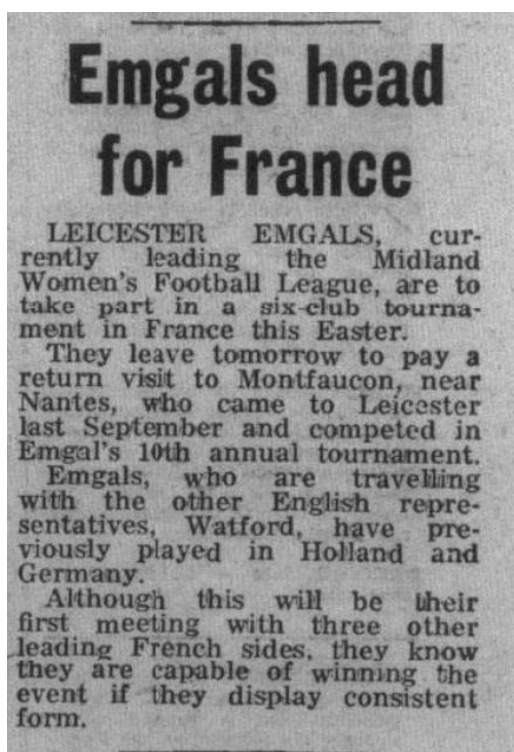 Emgals head
for France
LEICESTER EMGALS, cur-
rently leading the Midland
Women's Football League, are to
take part in a six-club tourna-
ment in France this Easter.
They leave tomorrow to pay a
return visit to Montfaucon, near
Nantes, who came to Leicester
last September and competed in
Emgal's 10th annual tournament.
Emgals, who are travelling
with the other English repre-
sentatives, Watford, have pre-
viously played in Holland and
Germany.
Although this will be their
first meeting with three other
leading French sides, they know
they are capable of winning the
event if they display consistent
form.